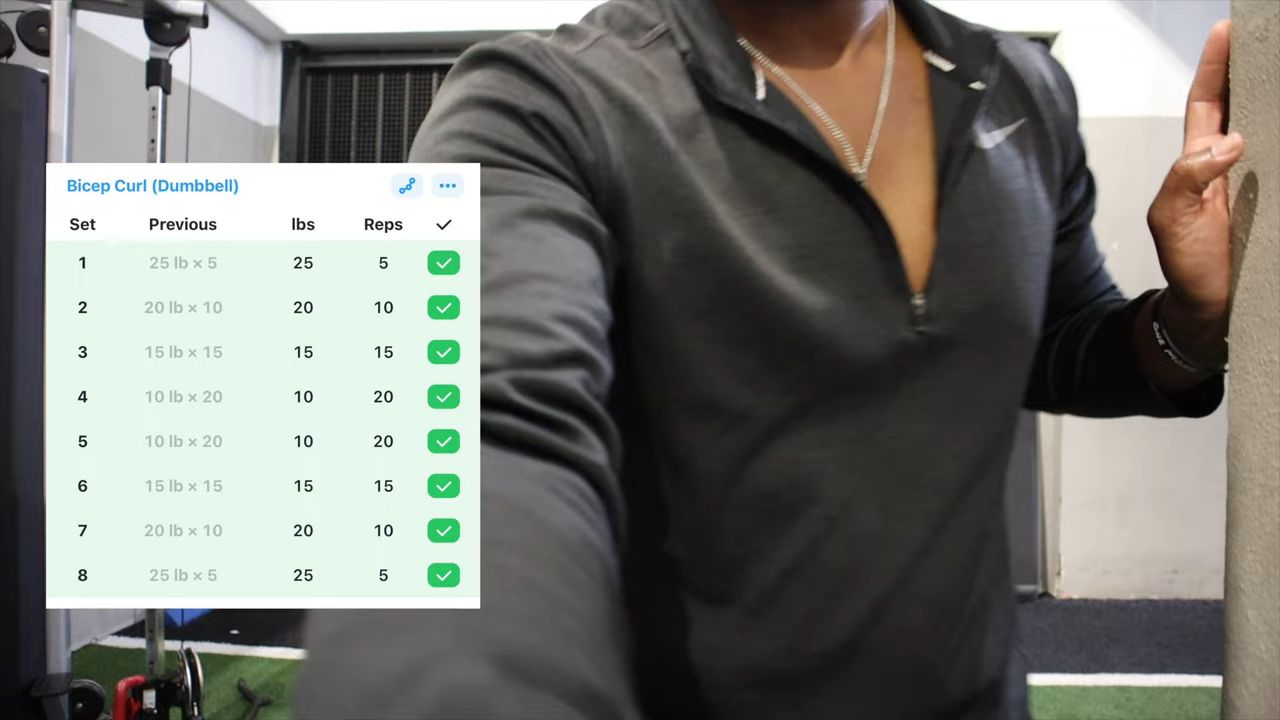 Bicep Curl (Dumbbell)
Set Previous lbs Reps ✓
1 25 lb × 5 25 5
2 20 lb × 10 20 10
3 15 lb × 15 15 15
4 10 lb × 20 10 20
5 10 lb × 20 10 20
6 15 lb × 15 15 15
7 20 lb × 10 20 10
8 25 lb × 5 25 5